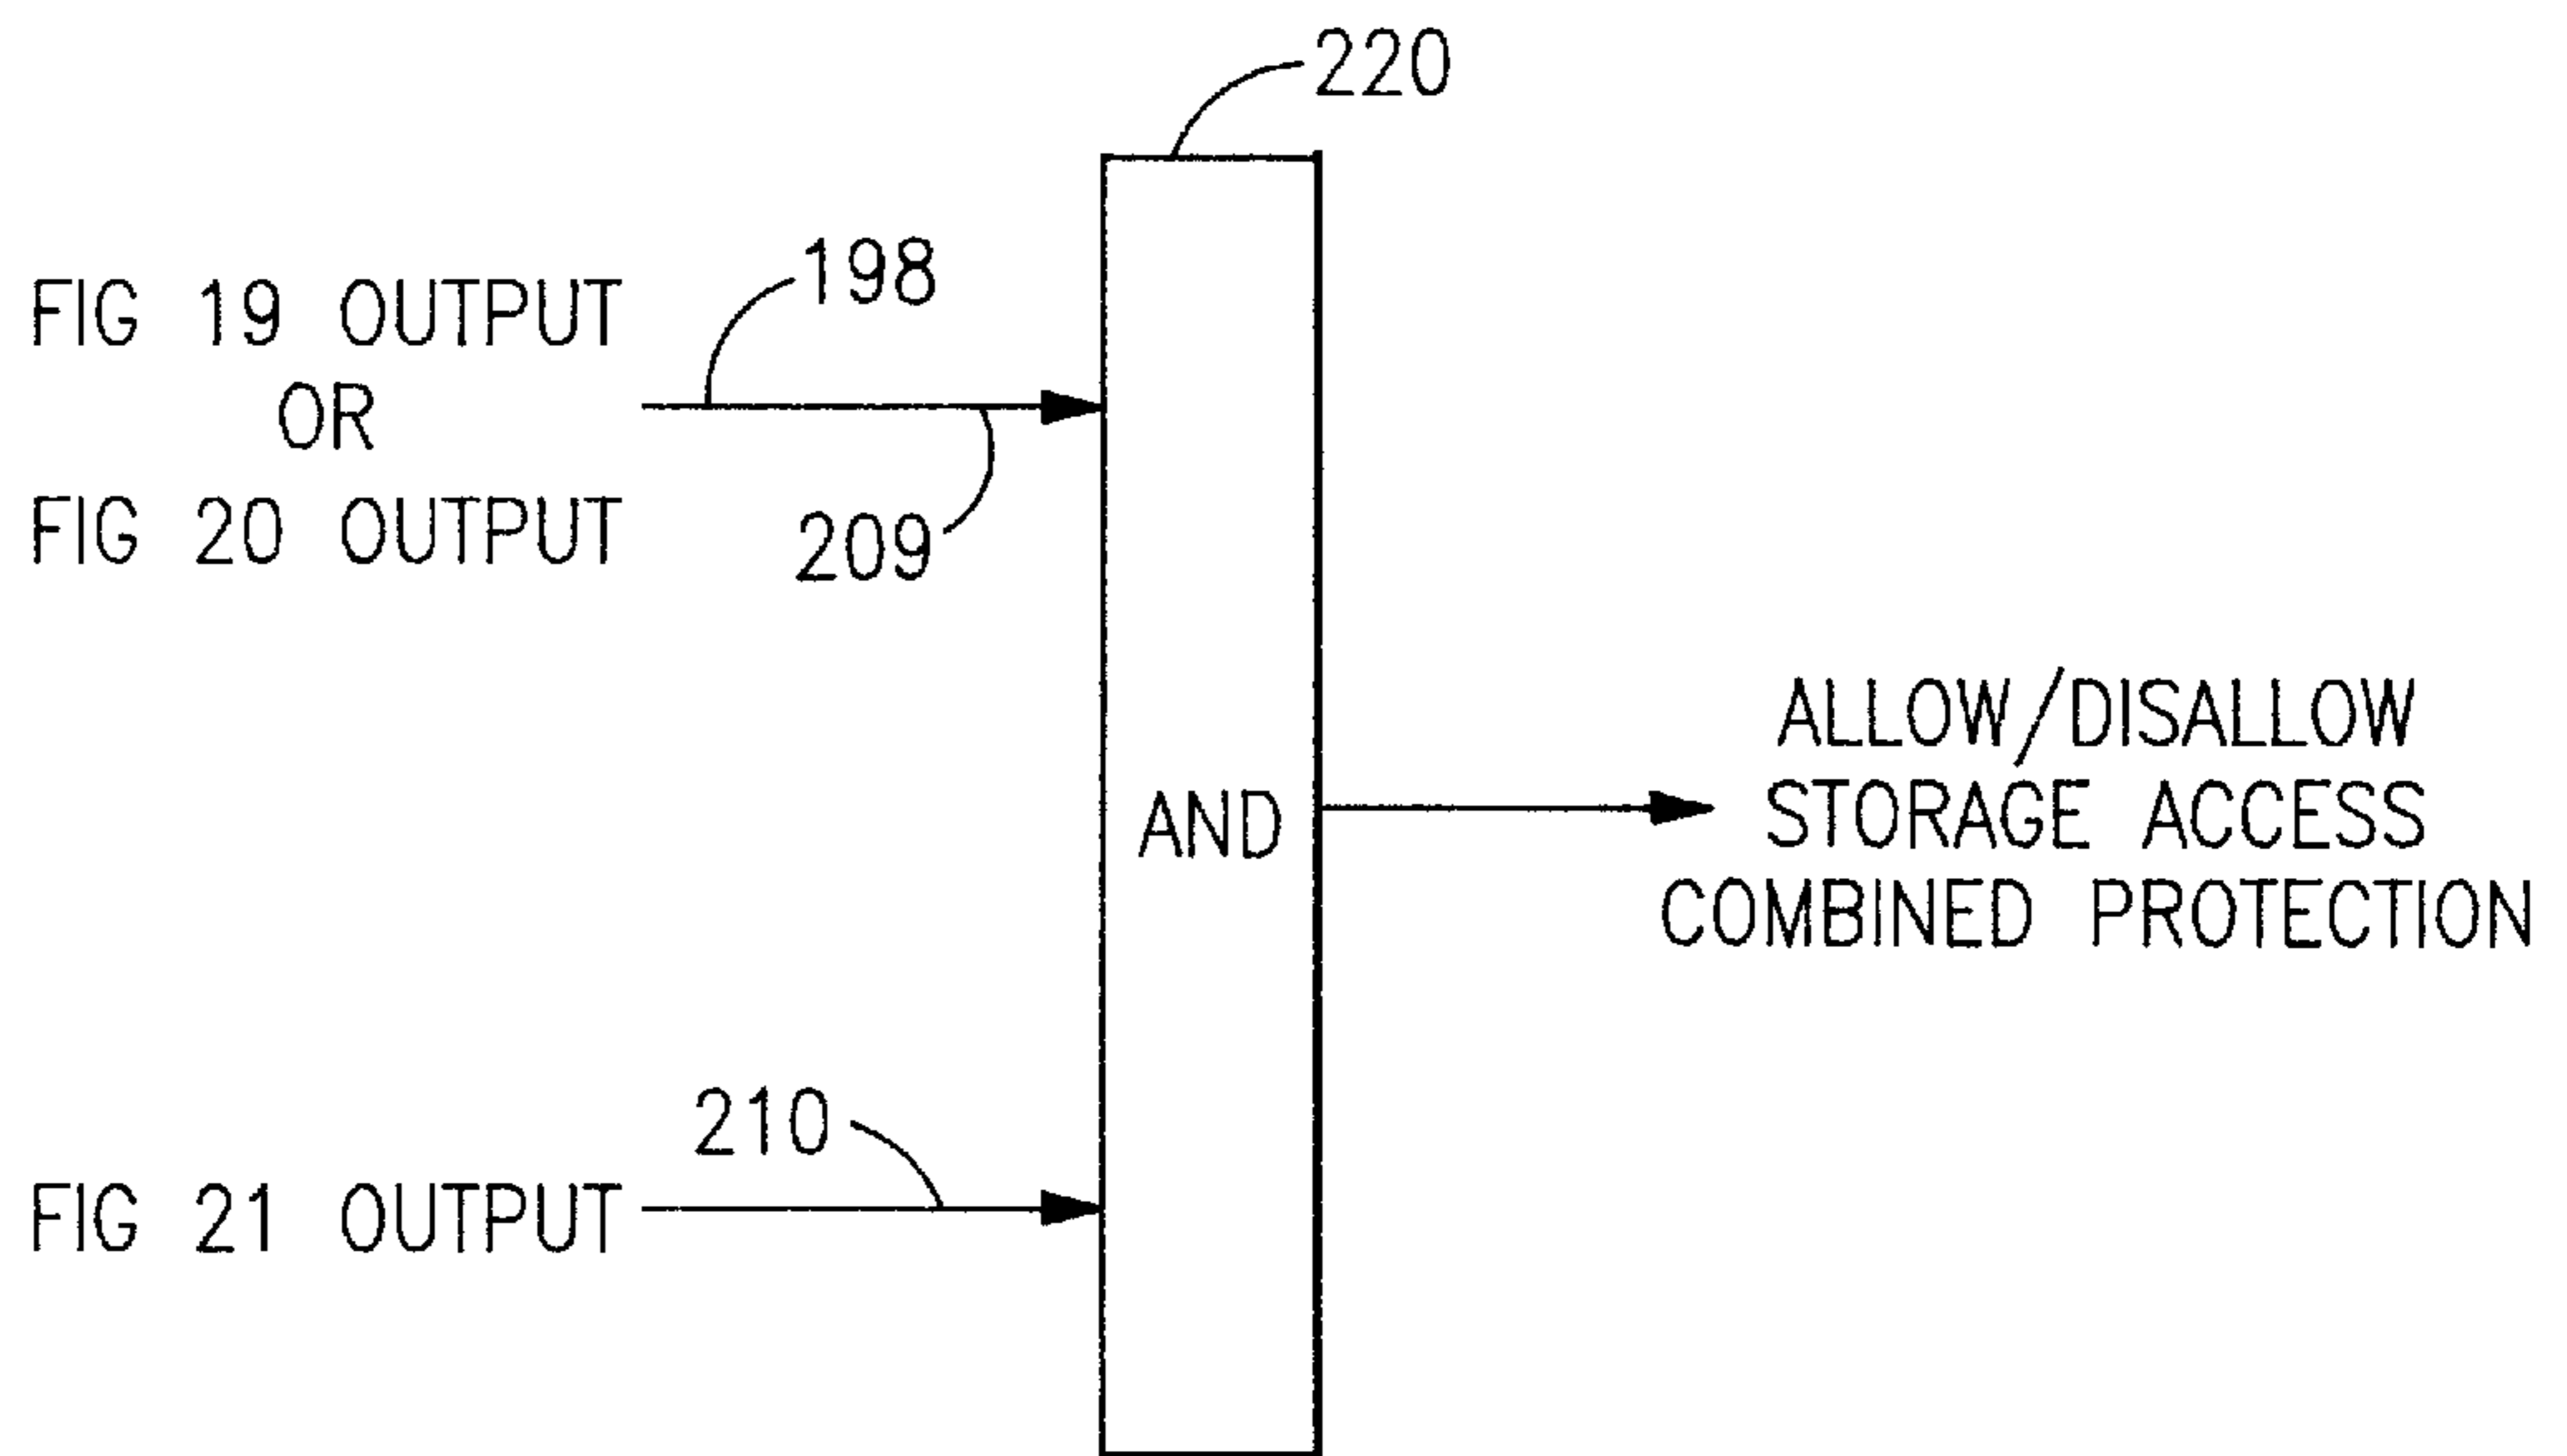 220
198
FIG 19 OUTPUT
OR
FIG 20 OUTPUT
209
AND
ALLOW/DISALLOW
STORAGE ACCESS
COMBINED PROTECTION
210
FIG 21 OUTPUT